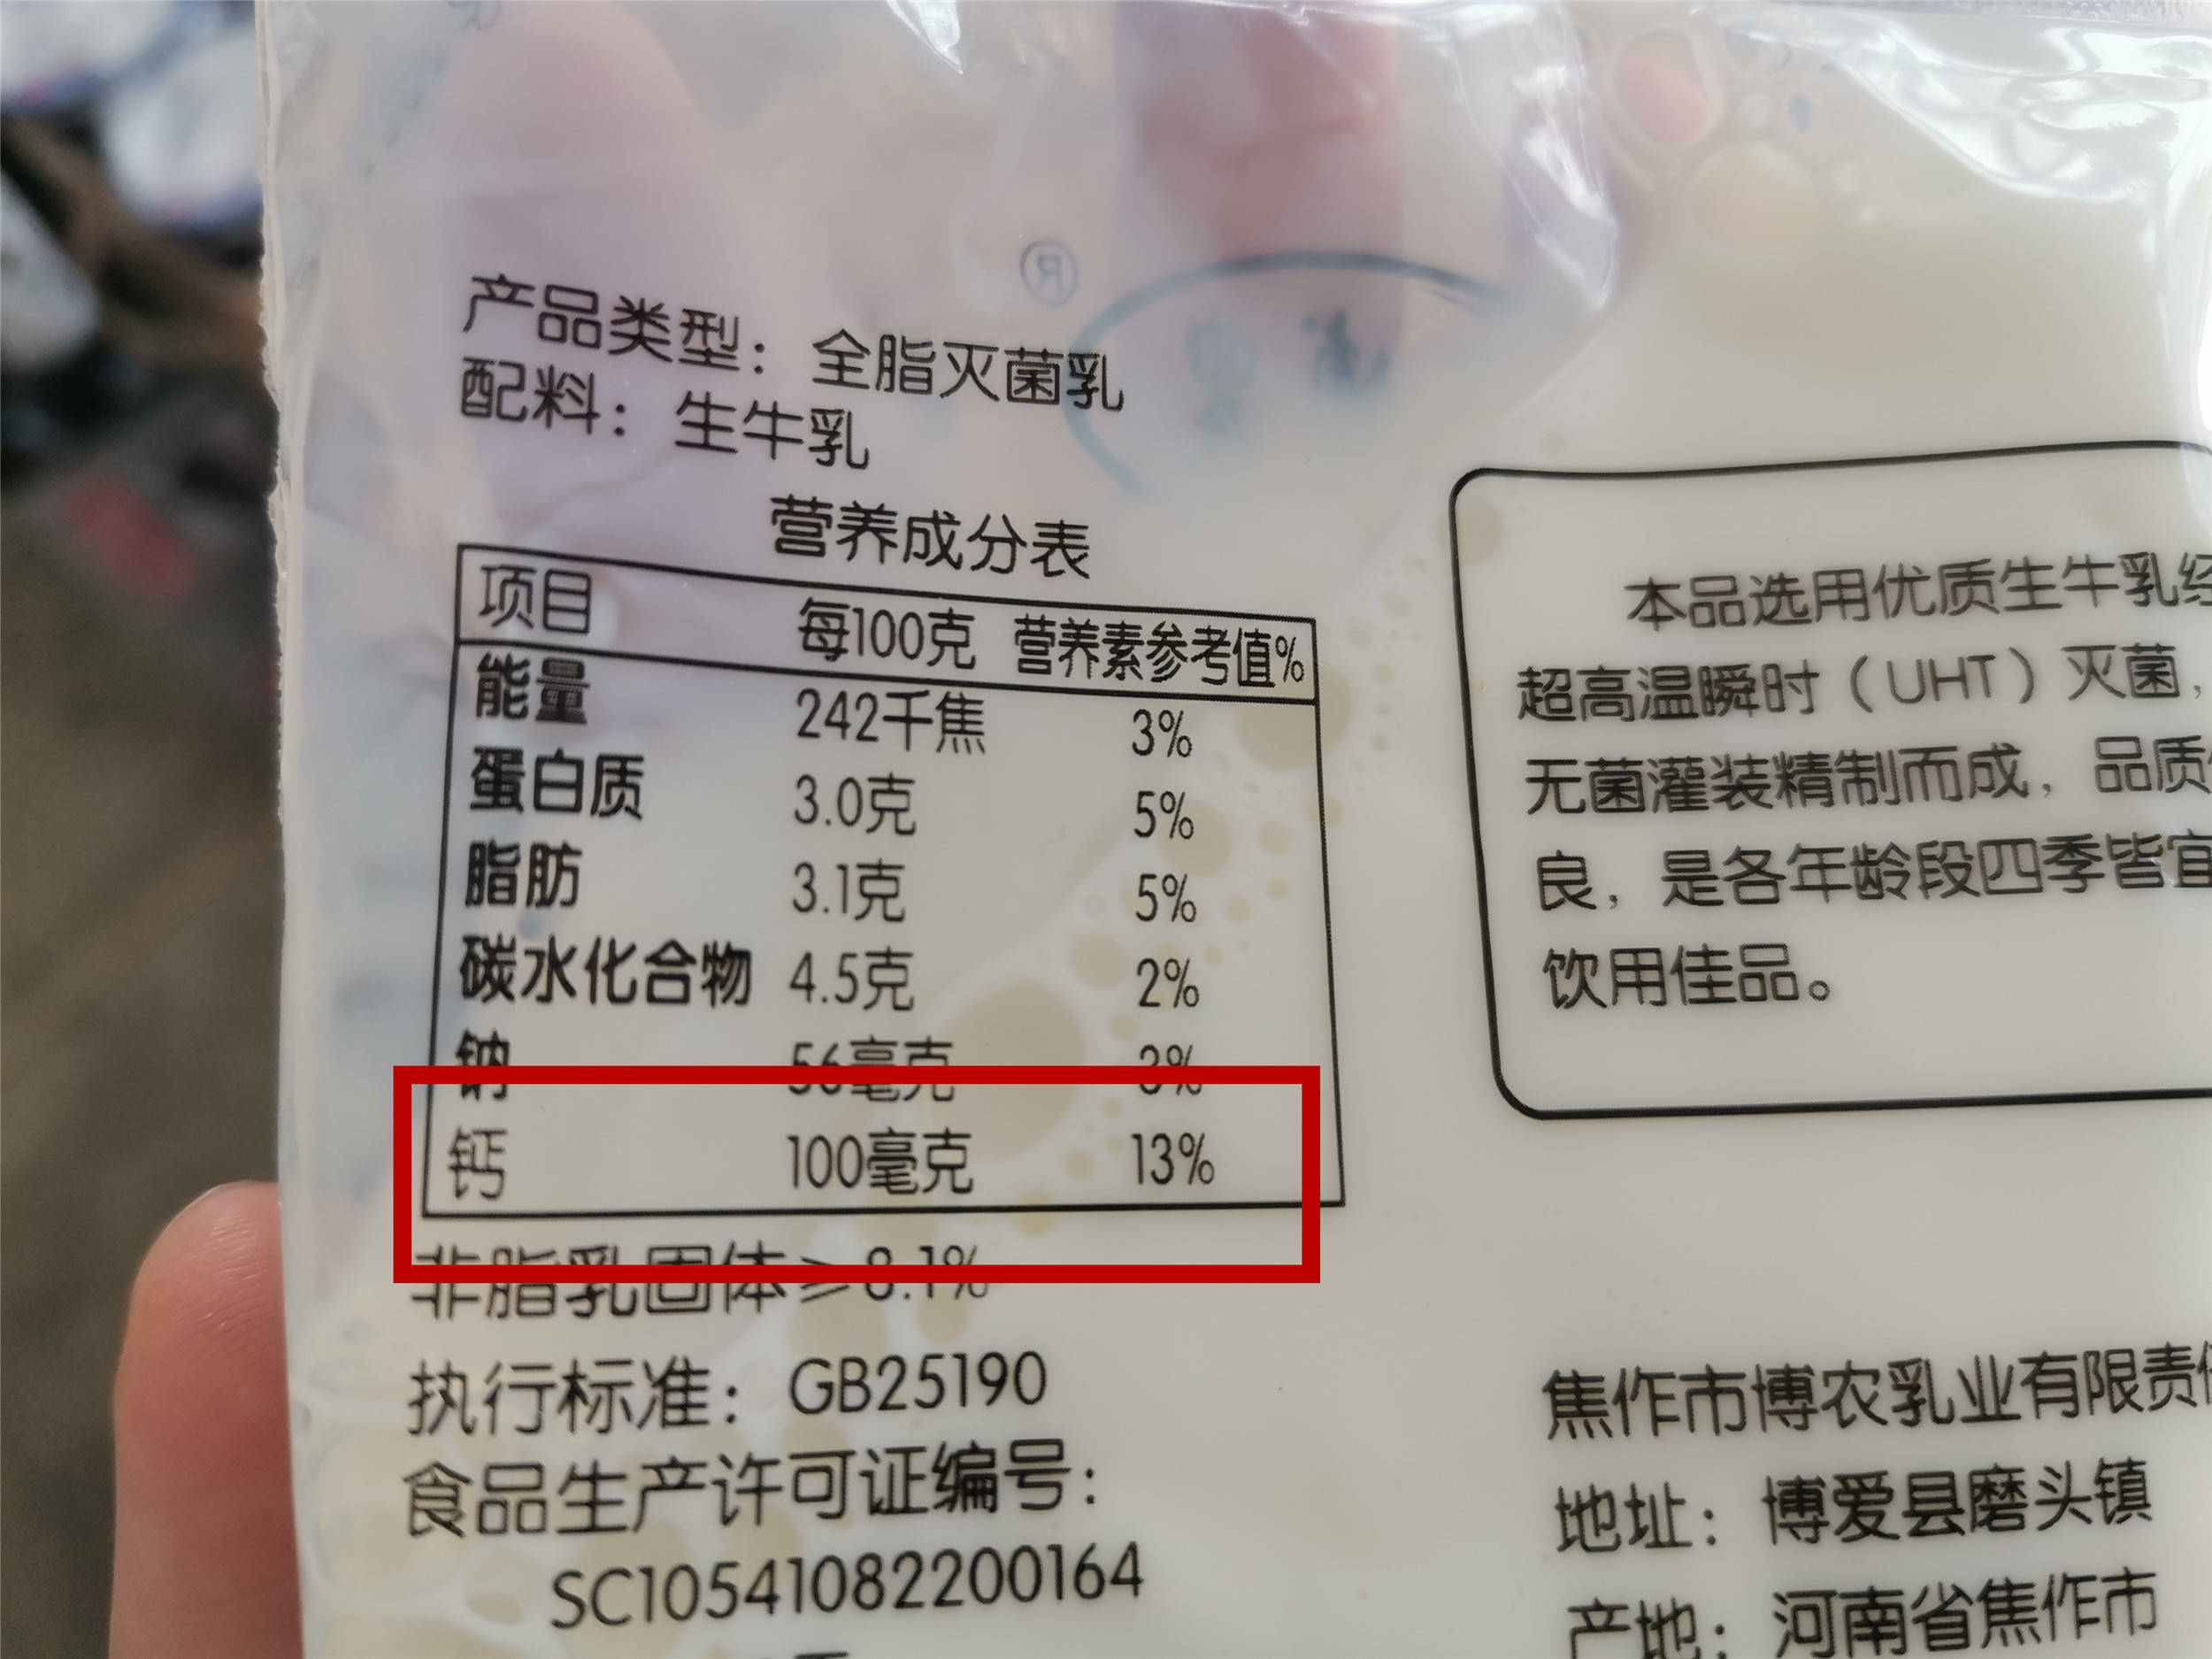 产品类型：全脂灭菌乳
配料：生牛乳
营养成分表
项目 每100克 营养素参考值%
能量 242千焦 3%
蛋白质 3.0克 5%
脂肪 3.1克 5%
碳水化合物 4.5克 2%
钠 56毫克 3%
钙 100毫克 13%
非脂乳固体≥8.1%
执行标准：GB25190
食品生产许可证编号：
SC10541082200164
®
本品选用优质生牛乳经
超高温瞬时（UHT）灭菌，
无菌灌装精制而成，品质
良，是各年龄段四季皆宜
饮用佳品。
焦作市博农乳业有限责
地址：博爱县磨头镇
产地：河南省焦作市